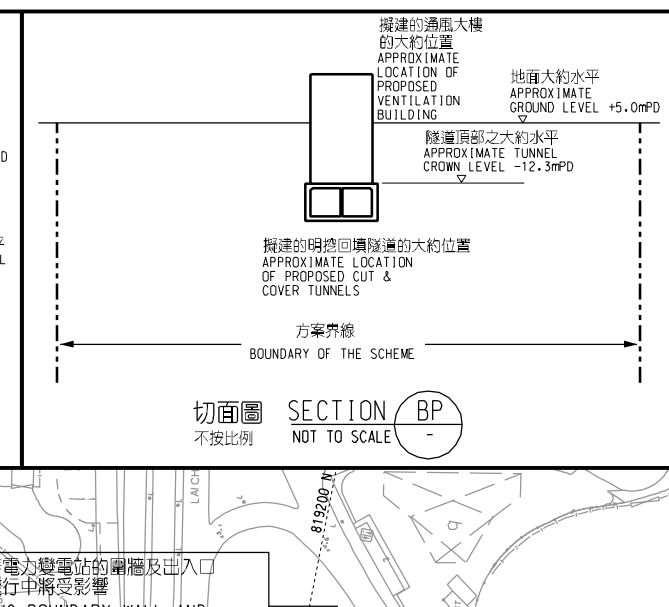 擬建的通風大樓
的大約位置
APPROXIMATE
LOCATION OF
PROPOSED
VENTILATION
BUILDING
地面大約水平
APPROXIMATE
GROUND LEVEL +5.0mPD
隧道頂部之大約水平
APPROXIMATE TUNNEL
CROWN LEVEL -12.3mPD
D
L
擬建的明挖回填隧道的大約位置
APPROXIMATE LOCATION
OF PROPOSED CUT &
COVER TUNNELS
方案界線
BOUNDARY OF THE SCHEME
切面圖 SECTION BP
不按比例 NOT TO SCALE -
LAI CH
819200 N
電力變電站的圍牆及出入口
行中將受影響
BOUNDARY WALL AND